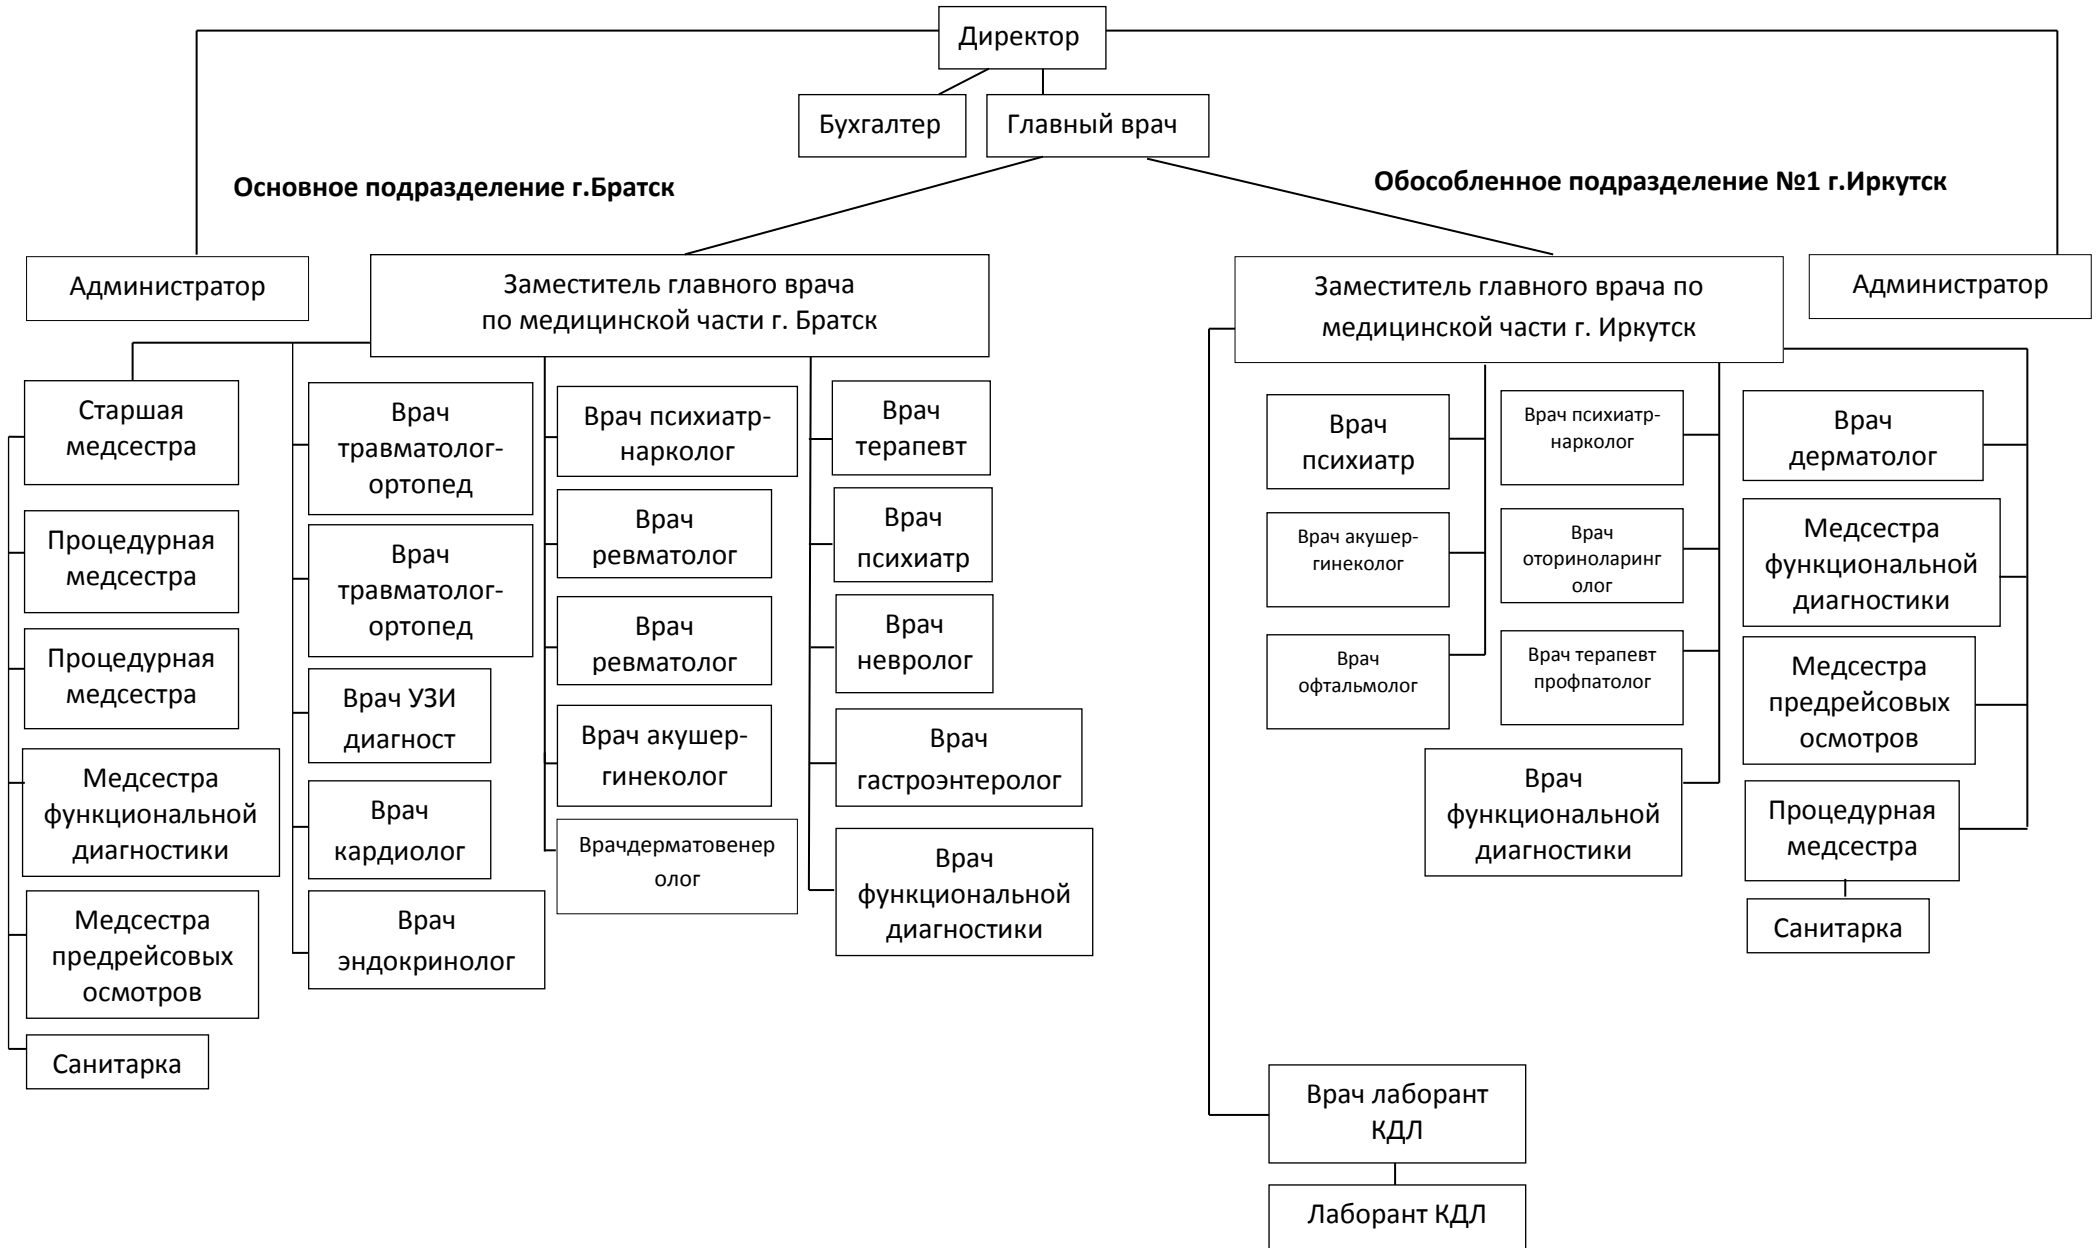 Директор
Бухгалтер
Главный врач
Основное подразделение г.Братск
Обособленное подразделение №1 г.Иркутск
Администратор
Заместитель главного врача
по медицинской части г. Братск
Заместитель главного врача по
медицинской части г. Иркутск
Администратор
Старшая
медсестра
Процедурная
медсестра
Процедурная
медсестра
Медсестра
функциональной
диагностики
Медсестра
предрейсовых
осмотров
Санитарка
Врач
травматолог-
ортопед
Врач
травматолог-
ортопед
Врач УЗИ
диагност
Врач
кардиолог
Врач
эндокринолог
Врач психиатр-
нарколог
Врач
ревматолог
Врач
ревматолог
Врач акушер-
гинеколог
Врачдерматовенер
олог
Врач
терапевт
Врач
психиатр
Врач
невролог
Врач
гастроэнтеролог
Врач
функциональной
диагностики
Врач
психиатр
Врач акушер-
гинеколог
Врач
офтальмолог
Врач психиатр-
нарколог
Врач
оториноларинг
олог
Врач терапевт
профпатолог
Врач
функциональной
диагностики
Врач
дерматолог
Медсестра
функциональной
диагностики
Медсестра
предрейсовых
осмотров
Процедурная
медсестра
Санитарка
Врач лаборант
КДЛ
Лаборант КДЛ